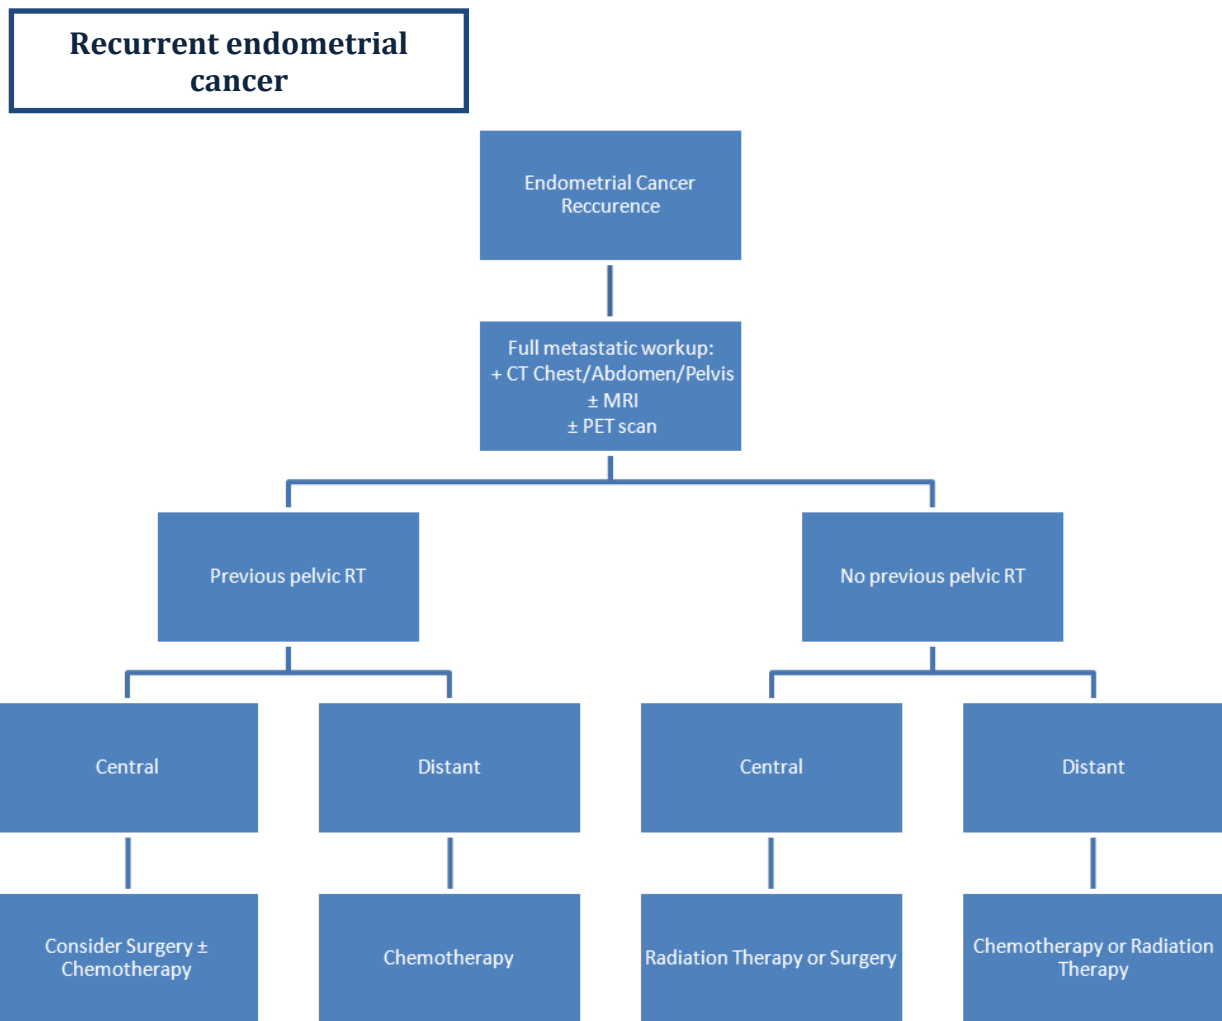 Recurrent endometrial
cancer
Endometrial Cancer
Reccurence
Full metastatic workup:
+ CT Chest/Abdomen/Pelvis
± MRI
± PET scan
Previous pelvic RT
No previous pelvic RT
Central
Distant
Central
Distant
Consider Surgery ±
Chemotherapy
Chemotherapy
Radiation Therapy or Surgery
Chemotherapy or Radiation
Therapy